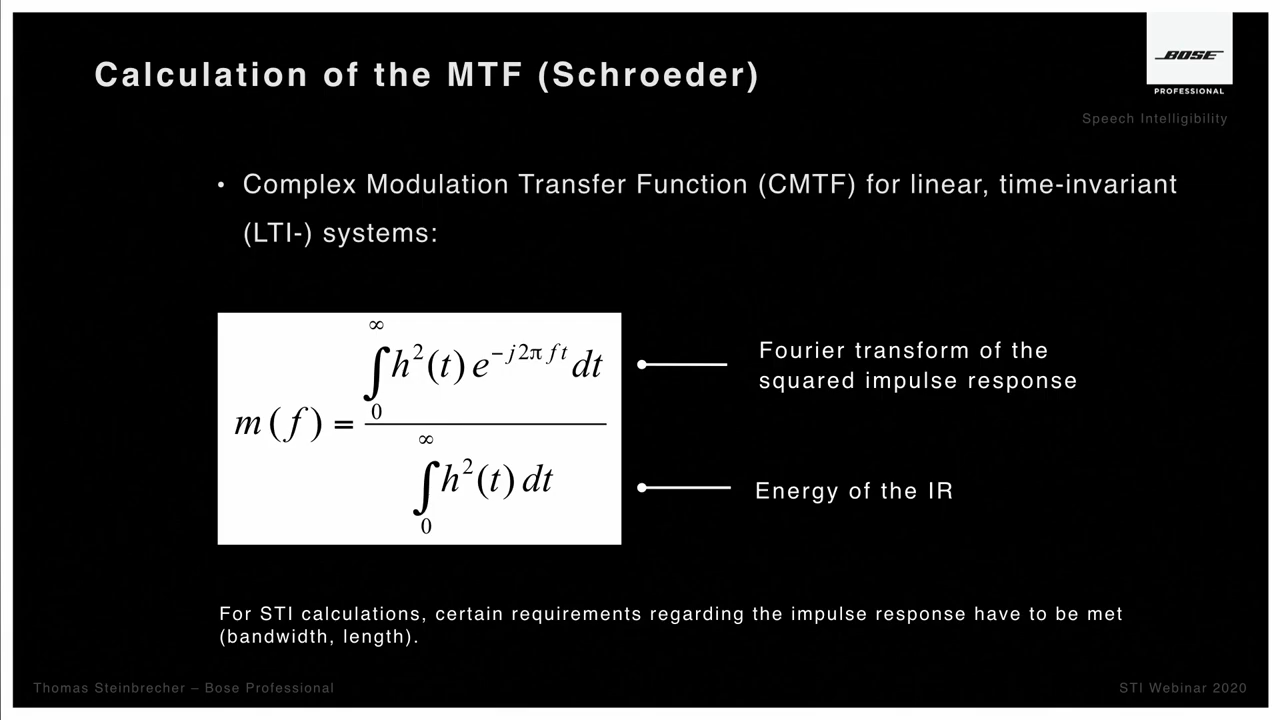 Calculation of the MTF (Schroeder)
BOSE
PROFESSIONAL
Speech Intelligibility
• Complex Modulation Transfer Function (CMTF) for linear, time-invariant
(LTI-) systems:
m(f) = ∫₀^∞ h²(t) e^(−j2πft) dt / ∫₀^∞ h²(t) dt
Fourier transform of the
squared impulse response
Energy of the IR
For STI calculations, certain requirements regarding the impulse response have to be met
(bandwidth, length).
Thomas Steinbrecher – Bose Professional
STI Webinar 2020